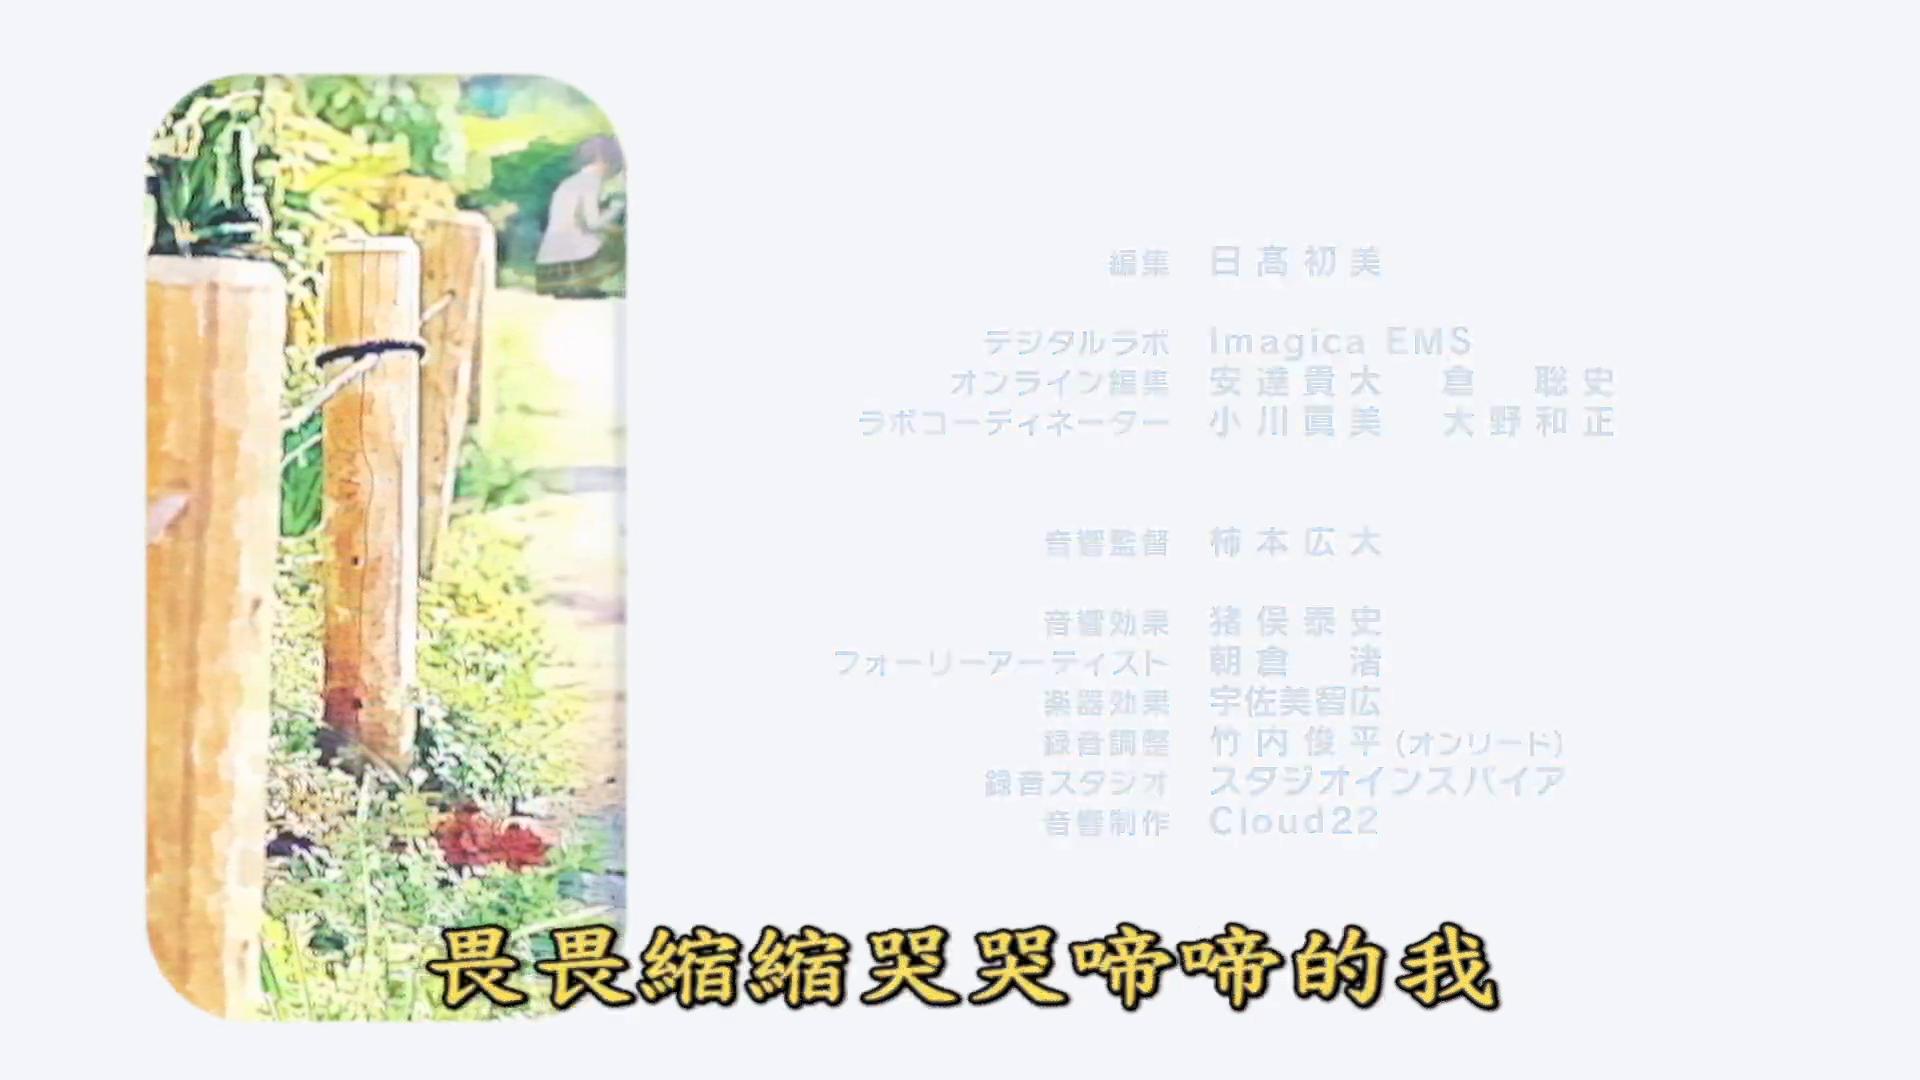 編集 日髙初美
デジタルラボ Imagica EMS
オンライン編集 安達貴大 倉 聡史
ラボコーディネーター 小川眞美 大野和正
音響監督 柿本広大
音響効果 猪俣泰史
フォーリーアーティスト 朝倉 渚
楽器効果 宇佐美智広
録音調整 竹内俊平(オンリード)
録音スタジオ スタジオインスパイア
音響制作 Cloud22
畏畏縮縮哭哭啼啼的我